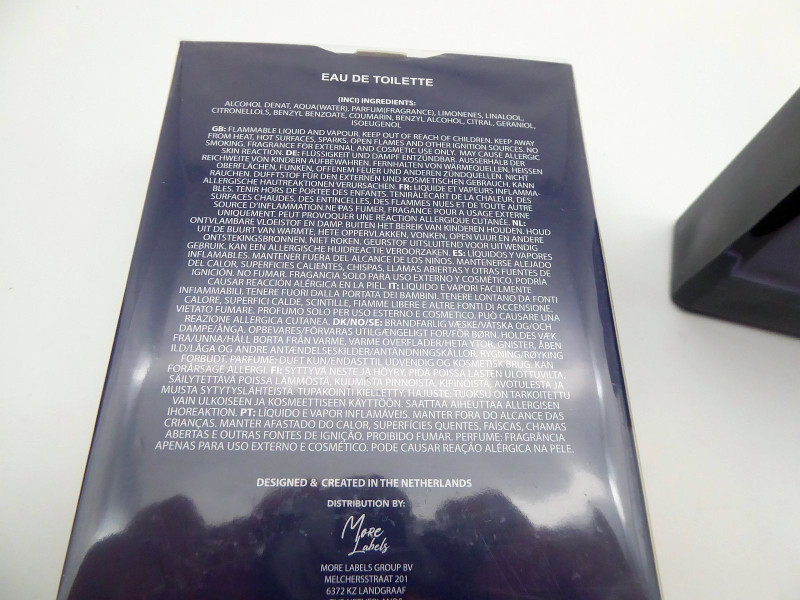 EAU DE TOILETTE
(INCI) INGREDIENTS:
ALCOHOL DENAT, AQUA(WATER), PARFUM(FRAGRANCE), LIMONENES, LINALOOL,
CITRONELLOLS, BENZYL BENZOATE, COUMARIN, BENZYL ALCOHOL, CITRAL, GERANIOL,
ISOEUGENOL
GB: FLAMMABLE LIQUID AND VAPOUR. KEEP OUT OF REACH OF CHILDREN. KEEP AWAY
FROM HEAT, HOT SURFACES, SPARKS, OPEN FLAMES AND OTHER IGNITION SOURCES. NO
SMOKING. FRAGRANCE FOR EXTERNAL AND COSMETIC USE ONLY. MAY CAUSE ALLERGIC
SKIN REACTION. DE: FLÜSSIGKEIT UND DAMPF ENTZÜNDBAR. AUSSERHALB DER
REICHWEITE VON KINDERN AUFBEWAHREN. FERNHALTEN VON WÄRMEQUELLEN, HEISSEN
OBERFLÄCHEN, FUNKEN, OFFENEM FEUER UND ANDEREN ZÜNDQUELLEN. NICHT
RAUCHEN. DUFFTSTOFF FÜR DEN EXTERNEN UND KOSMETISCHEN GEBRAUCH. KANN
ALLERGISCHE HAUTREAKTIONEN VERURSACHEN. FR: LIQUIDE ET VAPEURS INFLAMMA-
BLES. TENIR HORS DE PORTEE DES ENFANTS. TENIRÀL'ÉCART DE LA CHALEUR, DES
SURFACES CHAUDES, DES ENTINCELLES, DES FLAMMES NUES ET DE TOUTE AUTRE
SOURCE D'INFLAMMATION.NE PAS FUMER. FRAGANCE POUR A USAGE EXTERNE
UNIQUEMENT. PEUT PROVOQUER UNE RÉACTION ALLERGIQUE CUTANÉE. NL:
ONTVLAMBARE VLOEISTOF EN DAMP. BUITEN HET BEREIK VAN KINDEREN HOUDEN. HOUD
UIT DE BUURT VAN WARMTE, HETE OPPERVLAKKEN, VONKEN, OPEN VUUR EN ANDERE
ONTSTEKINGSBRONNEN. NIET ROKEN. GEURSTOF UITSLUITEND VOOR UITWENDIG
GEBRUIK. KAN EEN ALLERGISCHE HUIDREACTIE VEROORZAKEN. ES: LÍQUIDOS Y VAPORES
INFLAMABLES. MANTENER FUERA DEL ALCANCE DE LOS NINOS. MANTENERSE ALEJADO
DEL CALOR, SUPERFICIES CALIENTES, CHISPAS, LLAMAS ABIERTAS Y OTRAS FUENTES DE
IGNICIÓN. NO FUMAR. FRAGANCIA SOLO PARA USO EXTERNO Y COSMÉTICO. PODRÍA
CAUSAR REACCIÓN ALÉRGICA EN LA PIEL. IT: LIQUIDO E VAPORI FACILMENTE
INFIAMMABILI. TENERE FUORI DALLA PORTATA DEI BAMBINI. TENERE LONTANO DA FONTI
CALORE, SUPERFICI CALDE, SCINTILLE, FIAMME LIBERE E ALTRE FONTI DI ACCENSIONE.
VIETATO FUMARE. PROFUMO SOLO PER USO ESTERNO E COSMETICO. PUÒ CAUSARE UNA
REAZIONE ALLERGICA CUTANEA. DK/NO/SE: BRANDFARLIG VÆSKE/VÄTSKA OG/OCH
DAMPE/ÅNGA. OPBEVARES/FÖRVARAS UTILGÆNGELIGT FOR/FÖR BØRN. HOLDES VÆK
FRA/UNNA/HÅLL BORTA FRÅN VARME, VARME OVERFLADER/HETA YTOR, GNISTER, ÅBEN
ILD/LÅGA OG ANDRE ANTÆNDELSESKILDER/ANTÄNDNINGSKÄLLOR. RYGNING/RØYKING
FORBUDT. PARFUME: DUFT KUN/ENDAST TIL UDVENDIG OG KOSMETISK BRUG. KAN
FORÅRSAGE ALLERGI. FI: SYTTYVÄ NESTE JA HÖYRY. PIDÄ POISSA LASTEN ULOTTUVILTA.
SÄILYTETTÄVÄ POISSA LÄMMÖSTÄ, KUUMISTA PINNOISTA, KIPINÖISTÄ, AVOTULESTA JA
MUISTA SYTYTYSLÄHTEISTÄ. TUPAKOINTI KIELLETTY. HAJUSTE: TUOKSU ON TARKOITETTU
VAIN ULKOISEEN JA KOSMEETTISEEN KÄYTTÖÖN. SAATTAA AIHEUTTAA ALLERGISEN
IHOREAKTION. PT: LÍQUIDO E VAPOR INFLAMÁVEIS. MANTER FORA DO ALCANCE DAS
CRIANÇAS. MANTER AFASTADO DO CALOR, SUPERFÍCIES QUENTES, FAÍSCAS, CHAMAS
ABERTAS E OUTRAS FONTES DE IGNIÇÃO. PROIBIDO FUMAR. PERFUME: FRAGRÂNCIA
APENAS PARA USO EXTERNO E COSMÉTICO. PODE CAUSAR REAÇÃO ALÉRGICA NA PELE.
DESIGNED & CREATED IN THE NETHERLANDS
DISTRIBUTION BY:
More
Labels
MORE LABELS GROUP BV
MELCHERSSTRAAT 201
6372 KZ LANDGRAAF